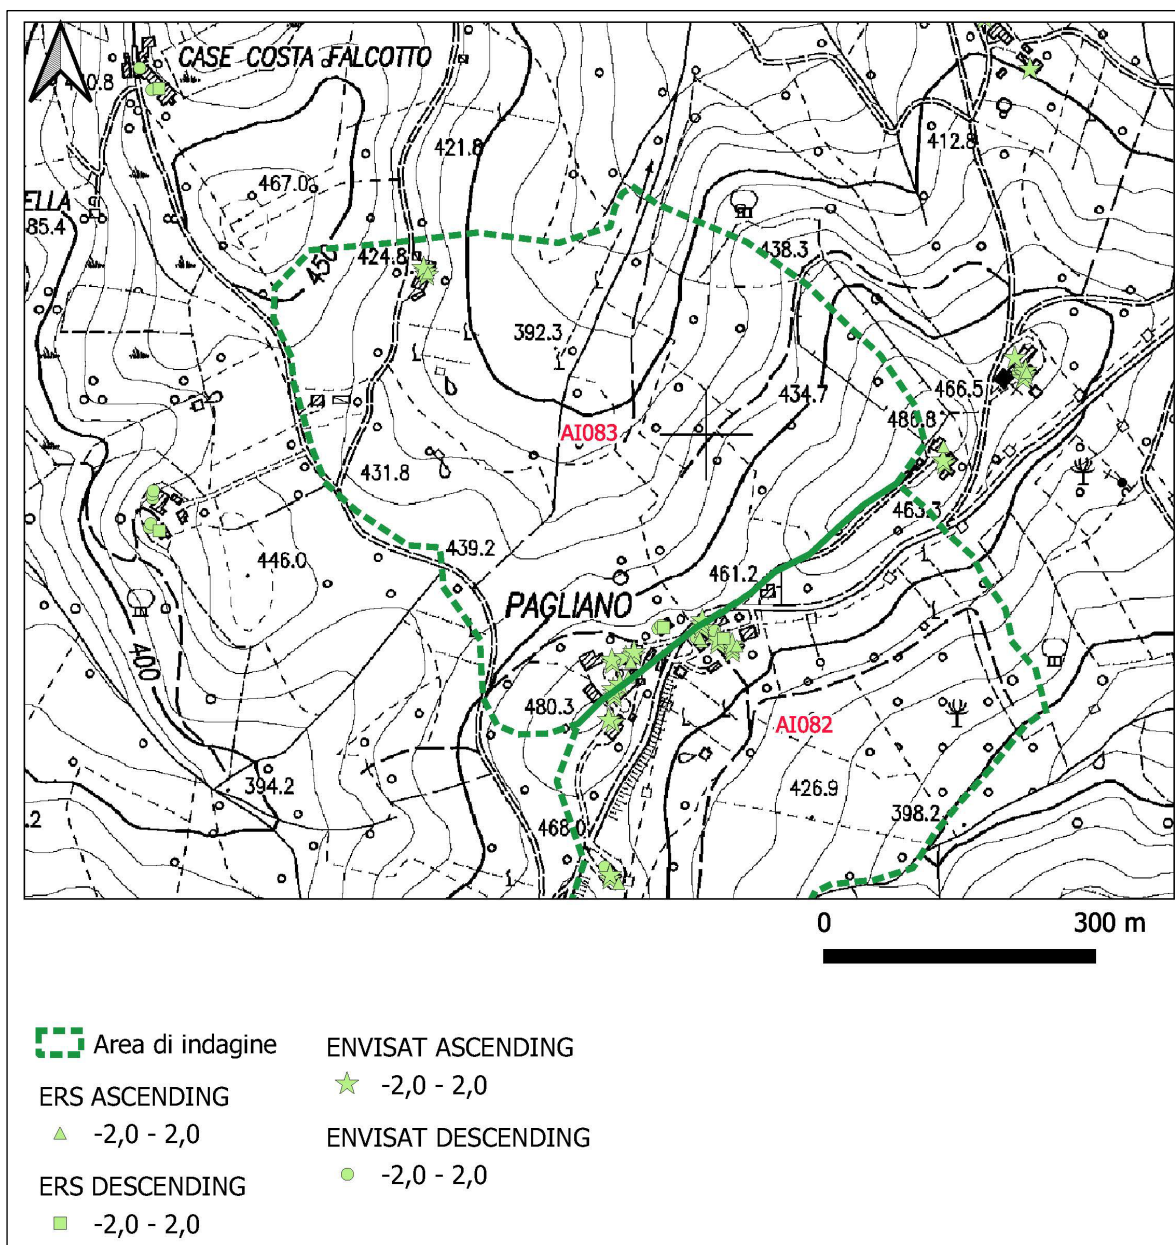 CASE COSTA FALCOTTO
0.8
421.8
412.8
467.0
ELLA
85.4
424.8
450
438.3
392.3
434.7
466.5
486.8
AI083
431.8
463.3
439.2
446.0
461.2
PAGLIANO
400
480.3
AI082
394.2
426.9
398.2
.2
468.0
0 300 m
Area di indagine
ERS ASCENDING
-2,0 - 2,0
ERS DESCENDING
-2,0 - 2,0
ENVISAT ASCENDING
-2,0 - 2,0
ENVISAT DESCENDING
-2,0 - 2,0